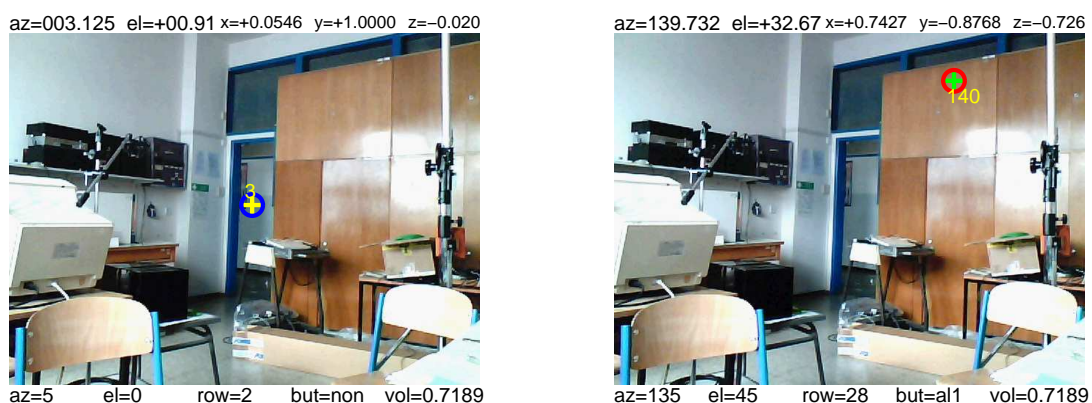 az=003.125 el=+00.91 x=+0.0546 y=+1.0000 z=−0.020
3
az=5 el=0 row=2 but=non vol=0.7189
az=139.732 el=+32.67 x=+0.7427 y=−0.8768 z=−0.726
140
az=135 el=45 row=28 but=al1 vol=0.7189